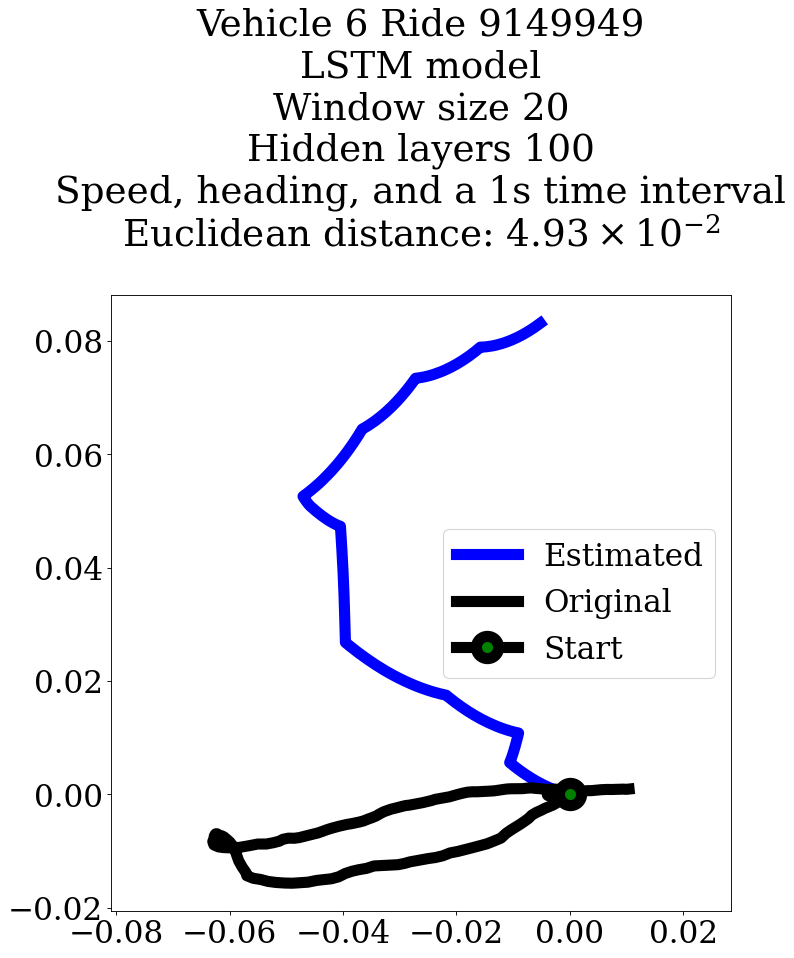 Vehicle 6 Ride 9149949
LSTM model
Window size 20
Hidden layers 100
Speed, heading, and a 1s time interval
Euclidean distance: 4.93 × 10⁻²
0.08
0.06
0.04
0.02
0.00
−0.02
Estimated
Original
Start
−0.08 −0.06 −0.04 −0.02 0.00 0.02